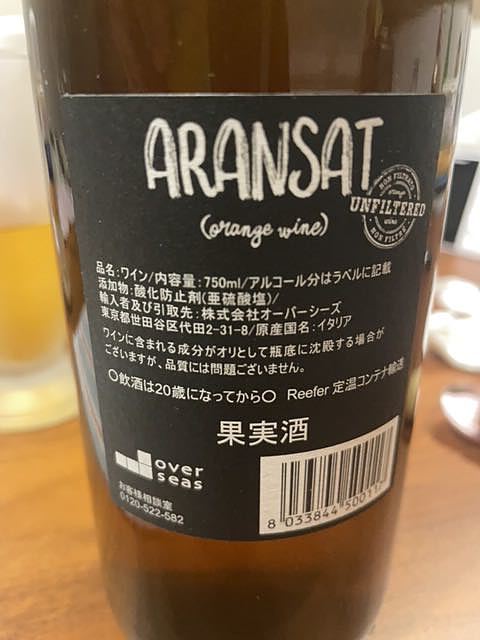 ARANSAT
(orange wine)
NON FILTRATO
orange
UNFILTERED
wine
NON FILTRÉ
品名:ワイン/内容量:750ml/アルコール分はラベルに記載
添加物:酸化防止剤(亜硫酸塩)/
輸入者及び引取先:株式会社オーバーシーズ
東京都世田谷区代田2-31-8/原産国名:イタリア
ワインに含まれる成分がオリとして瓶底に沈殿する場合が
ございますが、品質には問題ございません。
〇飲酒は20歳になってから〇 Reefer 定温コンテナ輸送
果実酒
over
seas
お客様相談室
0120-522-582
8 033844 50011